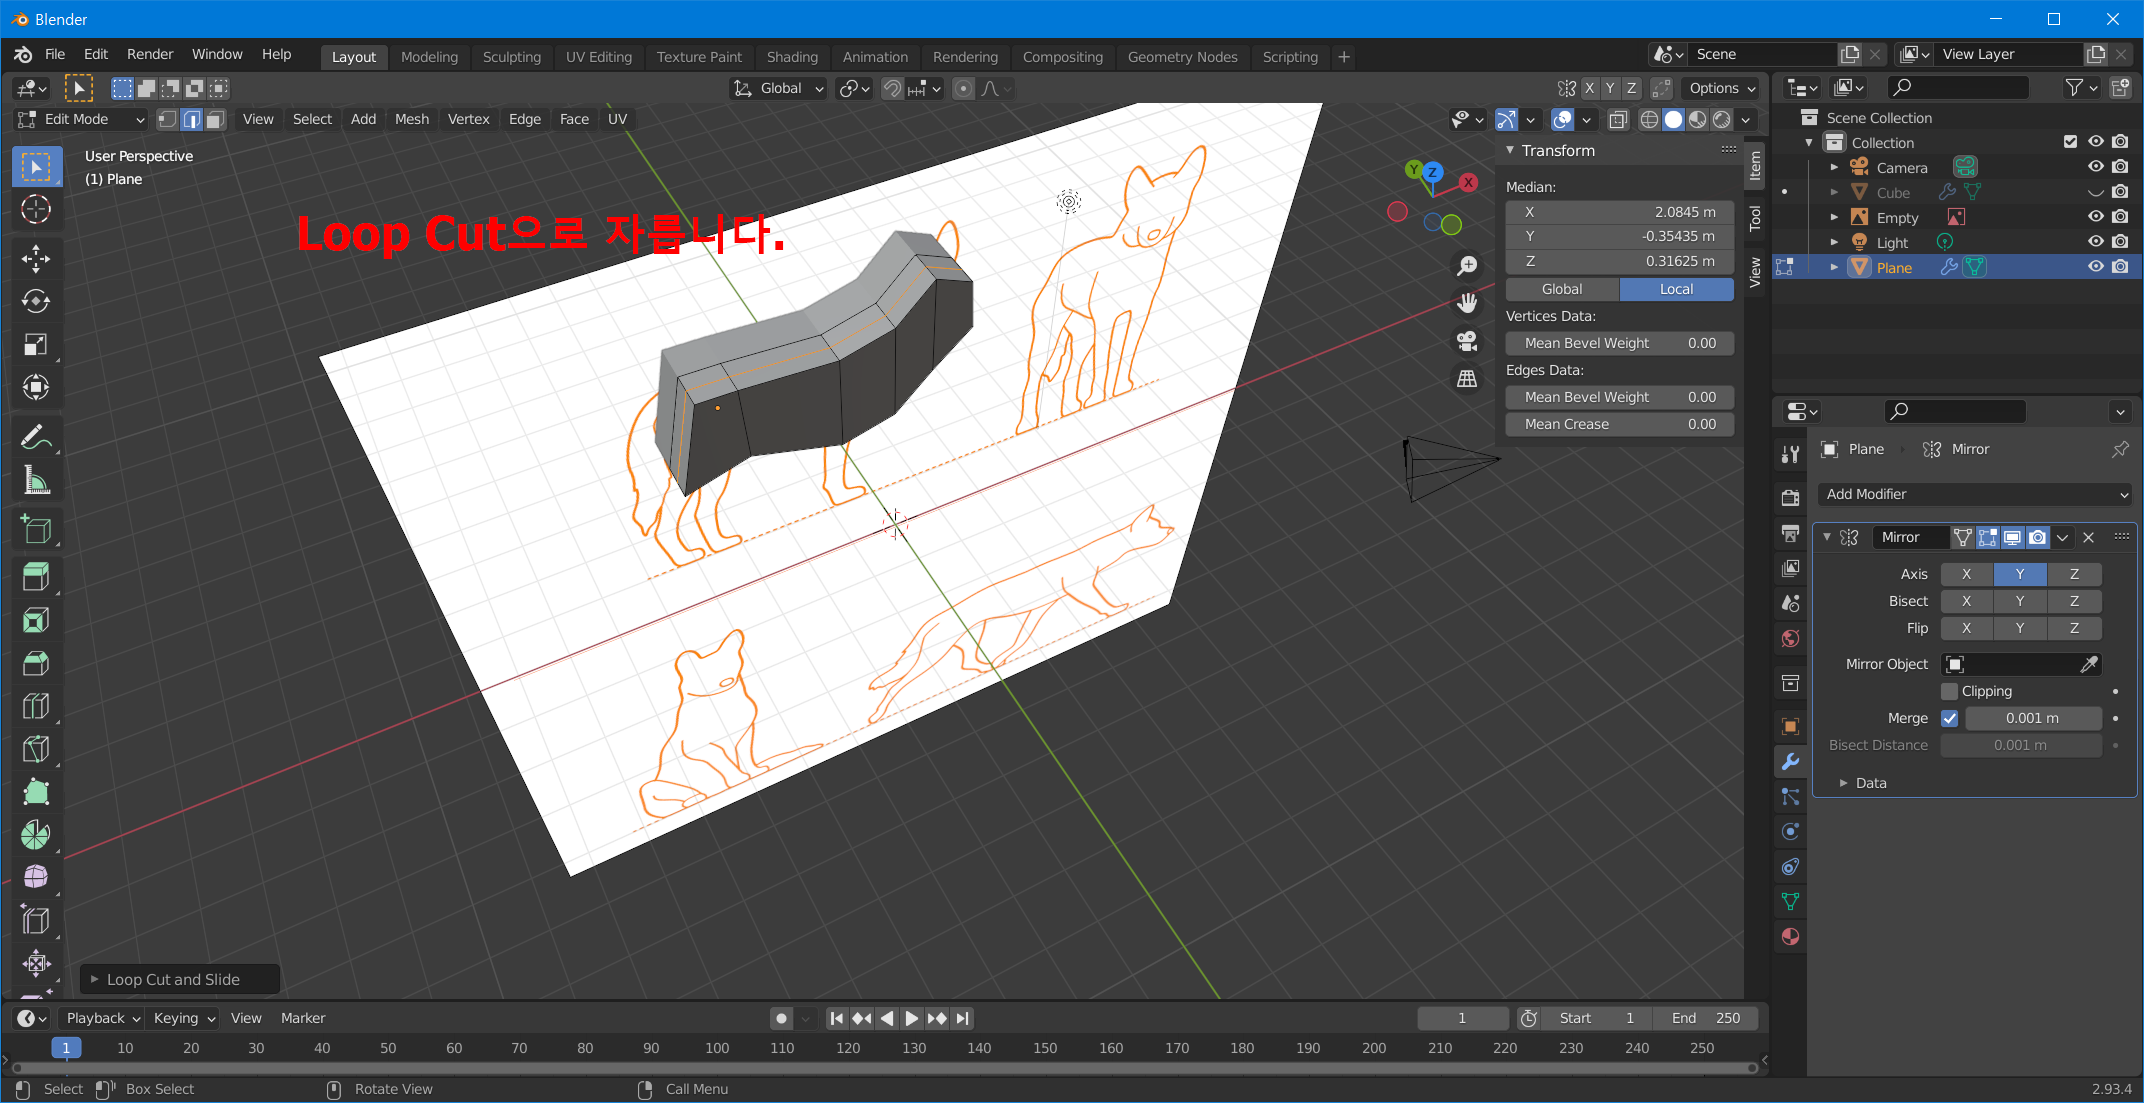 Blender
File Edit Render Window Help Layout Modeling Sculpting UV Editing Texture Paint Shading Animation Rendering Compositing Geometry Nodes Scripting + Scene View Layer
Global X Y Z Options
Edit Mode View Select Add Mesh Vertex Edge Face UV
User Perspective
(1) Plane
Loop Cut으로 자릅니다.
Y Z X
Transform
Median:
X 2.0845 m
Y -0.35435 m
Z 0.31625 m
Global Local
Vertices Data:
Mean Bevel Weight 0.00
Edges Data:
Mean Bevel Weight 0.00
Mean Crease 0.00
Item
Tool
View
Scene Collection
Collection
Camera
Cube
Empty
Light
Plane
Plane Mirror
Add Modifier
Mirror
Axis X Y Z
Bisect X Y Z
Flip X Y Z
Mirror Object
Clipping
Merge 0.001 m
Bisect Distance 0.001 m
Data
Loop Cut and Slide
Playback Keying View Marker 1 Start 1 End 250
1 10 20 30 40 50 60 70 80 90 100 110 120 130 140 150 160 170 180 190 200 210 220 230 240 250
Select Box Select Rotate View Call Menu 2.93.4